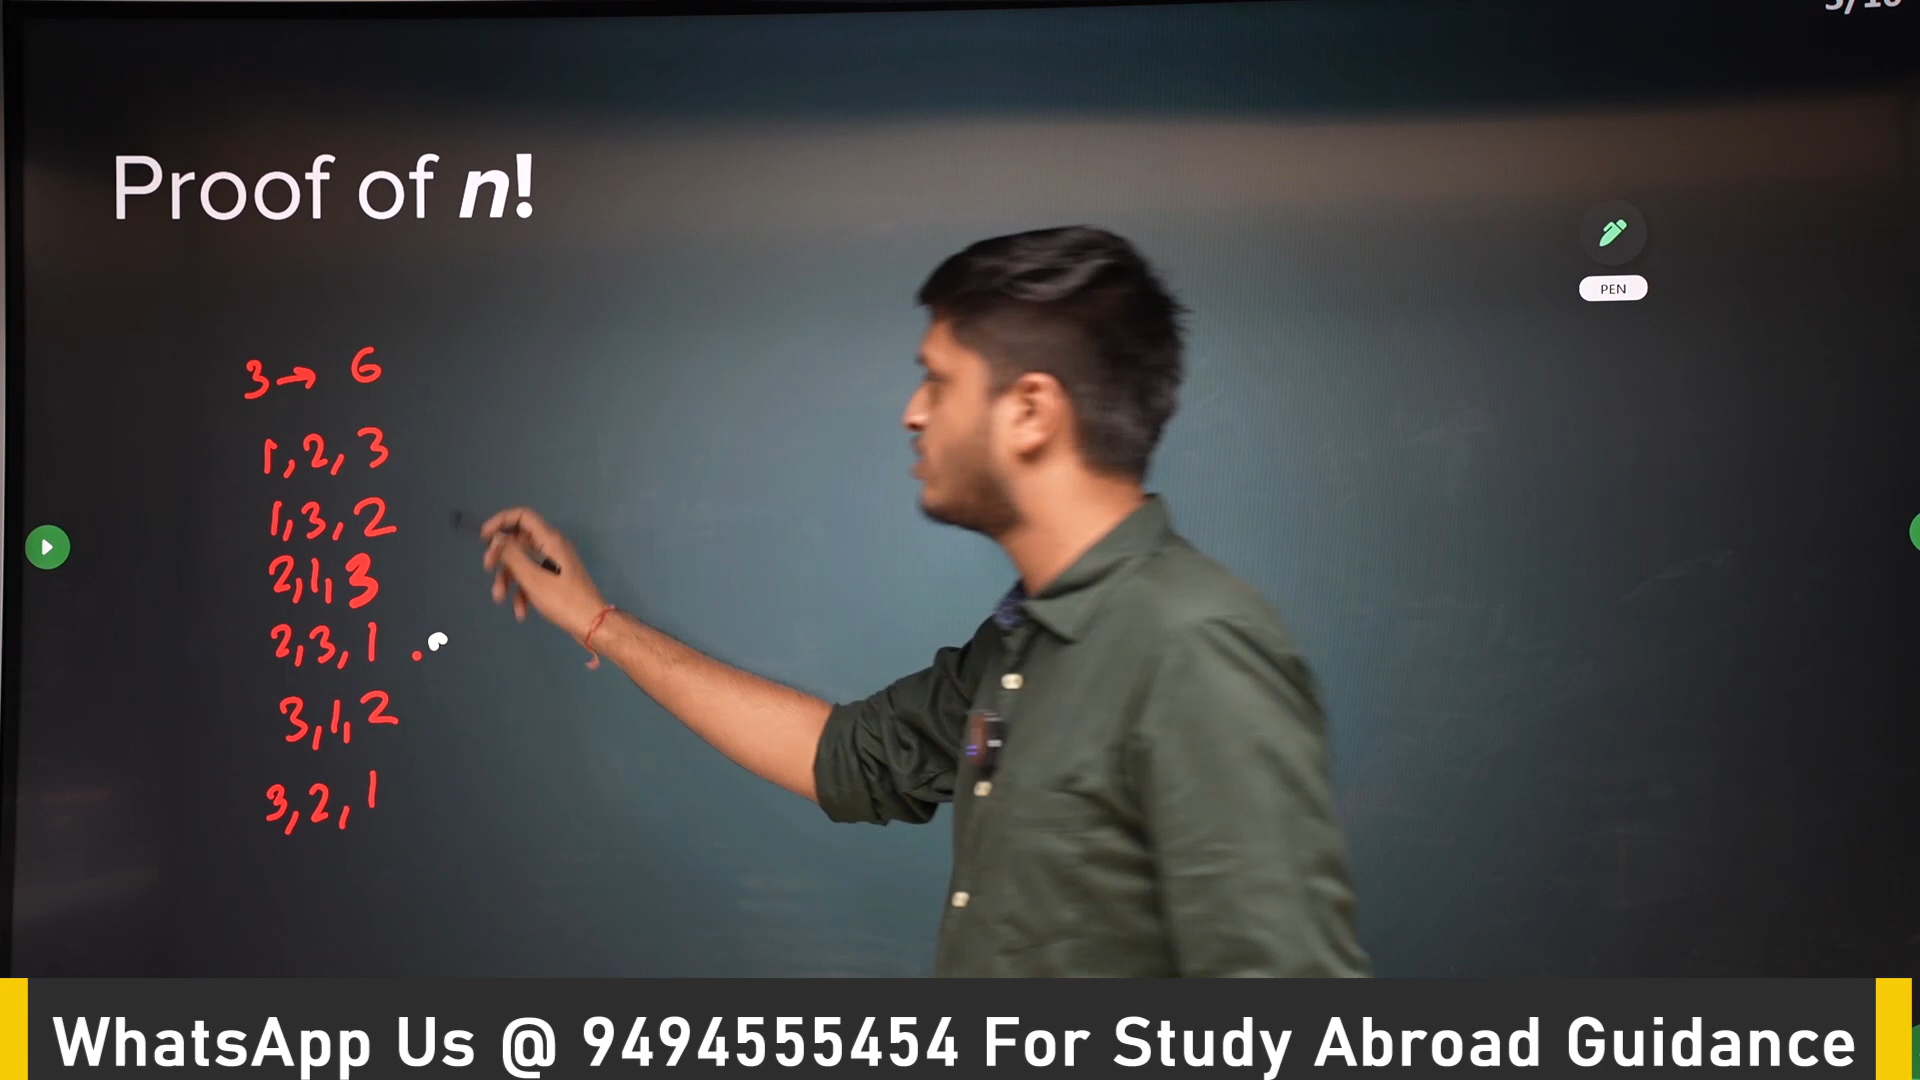 Proof of n!
PEN
3 → 6
1, 2, 3
1, 3, 2
2, 1, 3
2, 3, 1 .
3, 1, 2
3, 2, 1
WhatsApp Us @ 9494555454 For Study Abroad Guidance